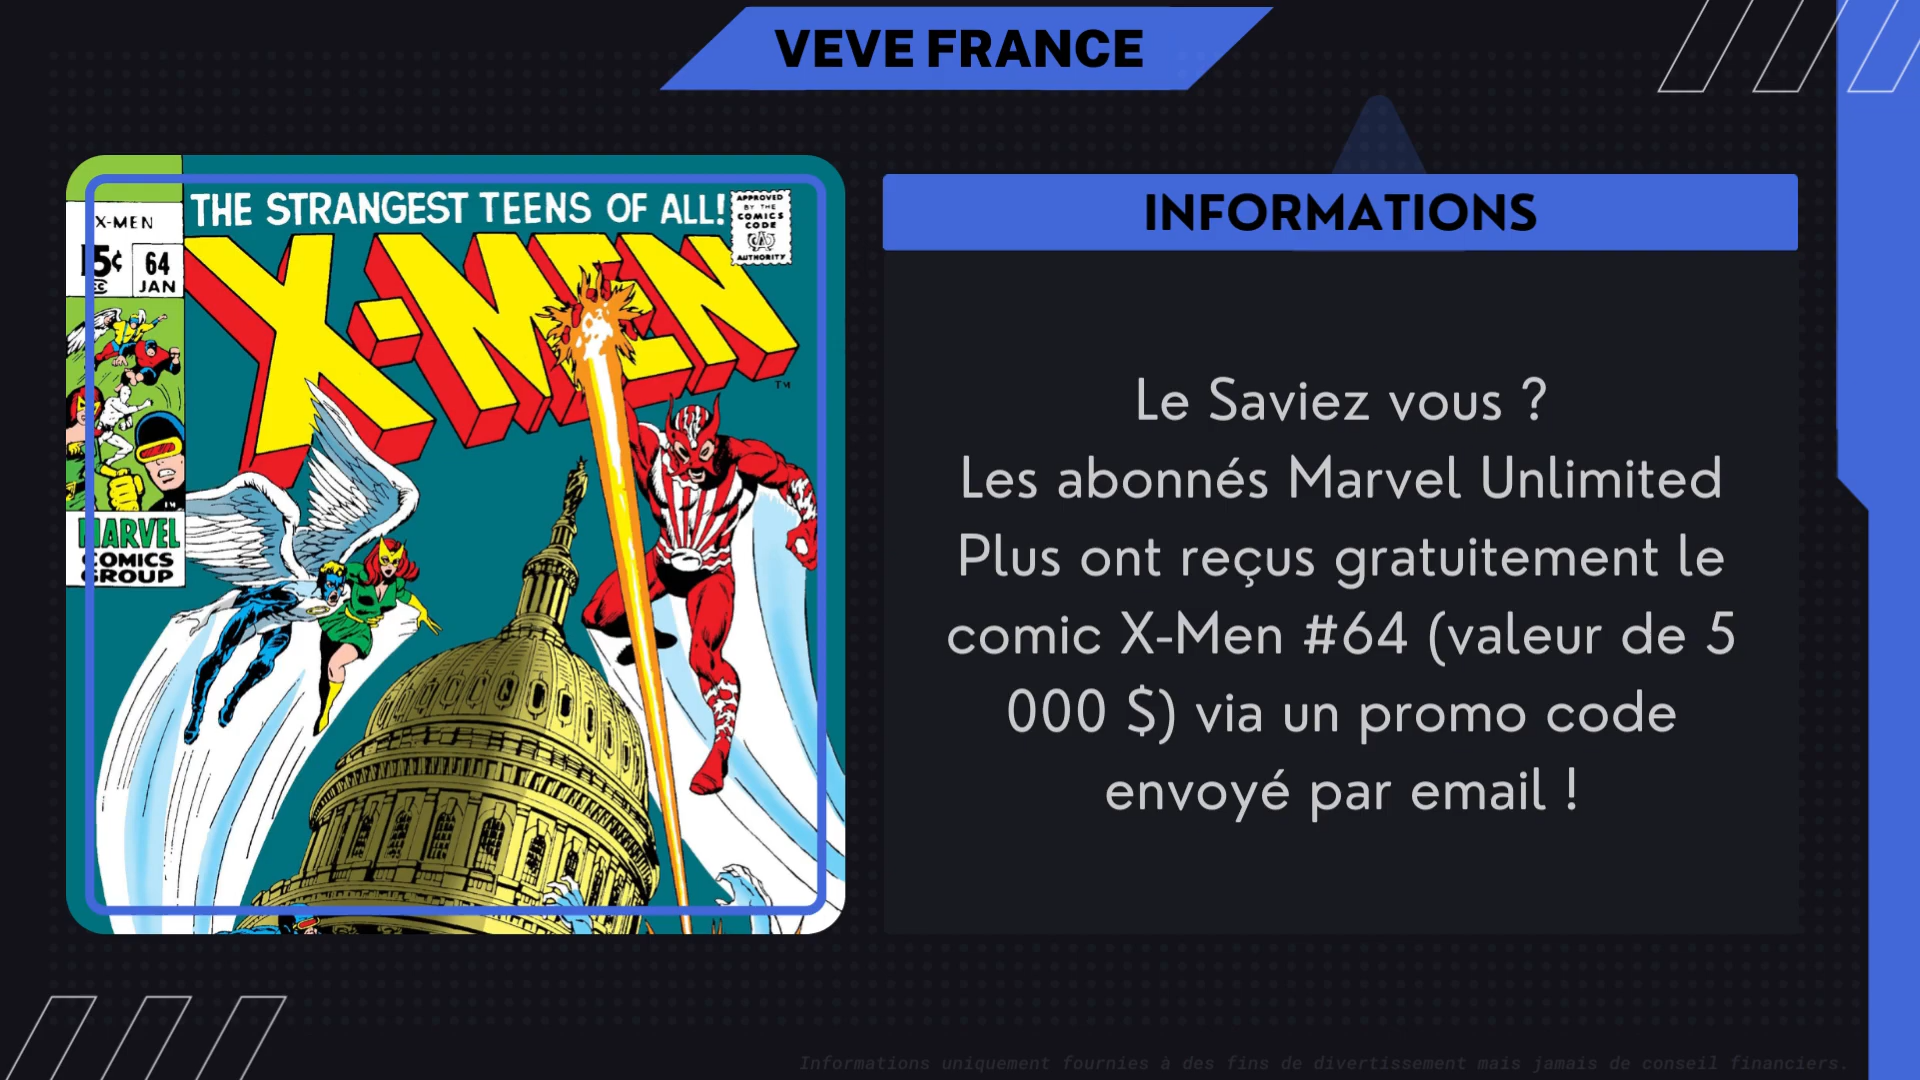 VEVE FRANCE
THE STRANGEST TEENS OF ALL!
APPROVED
BY THE
COMICS
CODE
AUTHORITY
X-MEN
15¢
64
JAN
X-MEN
TM
MARVEL
COMICS
GROUP
INFORMATIONS
Le Saviez vous ?
Les abonnés Marvel Unlimited
Plus ont reçus gratuitement le
comic X-Men #64 (valeur de 5
000 $) via un promo code
envoyé par email !
Informations uniquement fournies à des fins de divertissement mais jamais de conseil financiers.